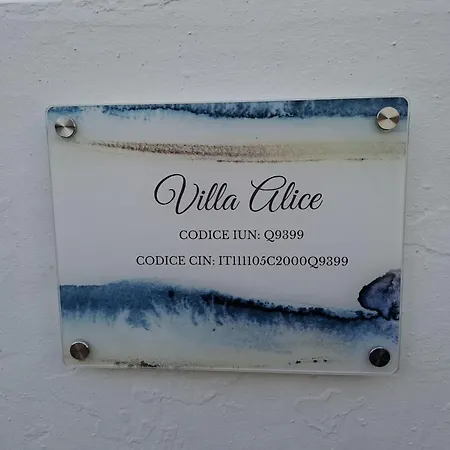 Villa Alice
CODICE IUN: Q9399
CODICE CIN: IT111105C2000Q9399